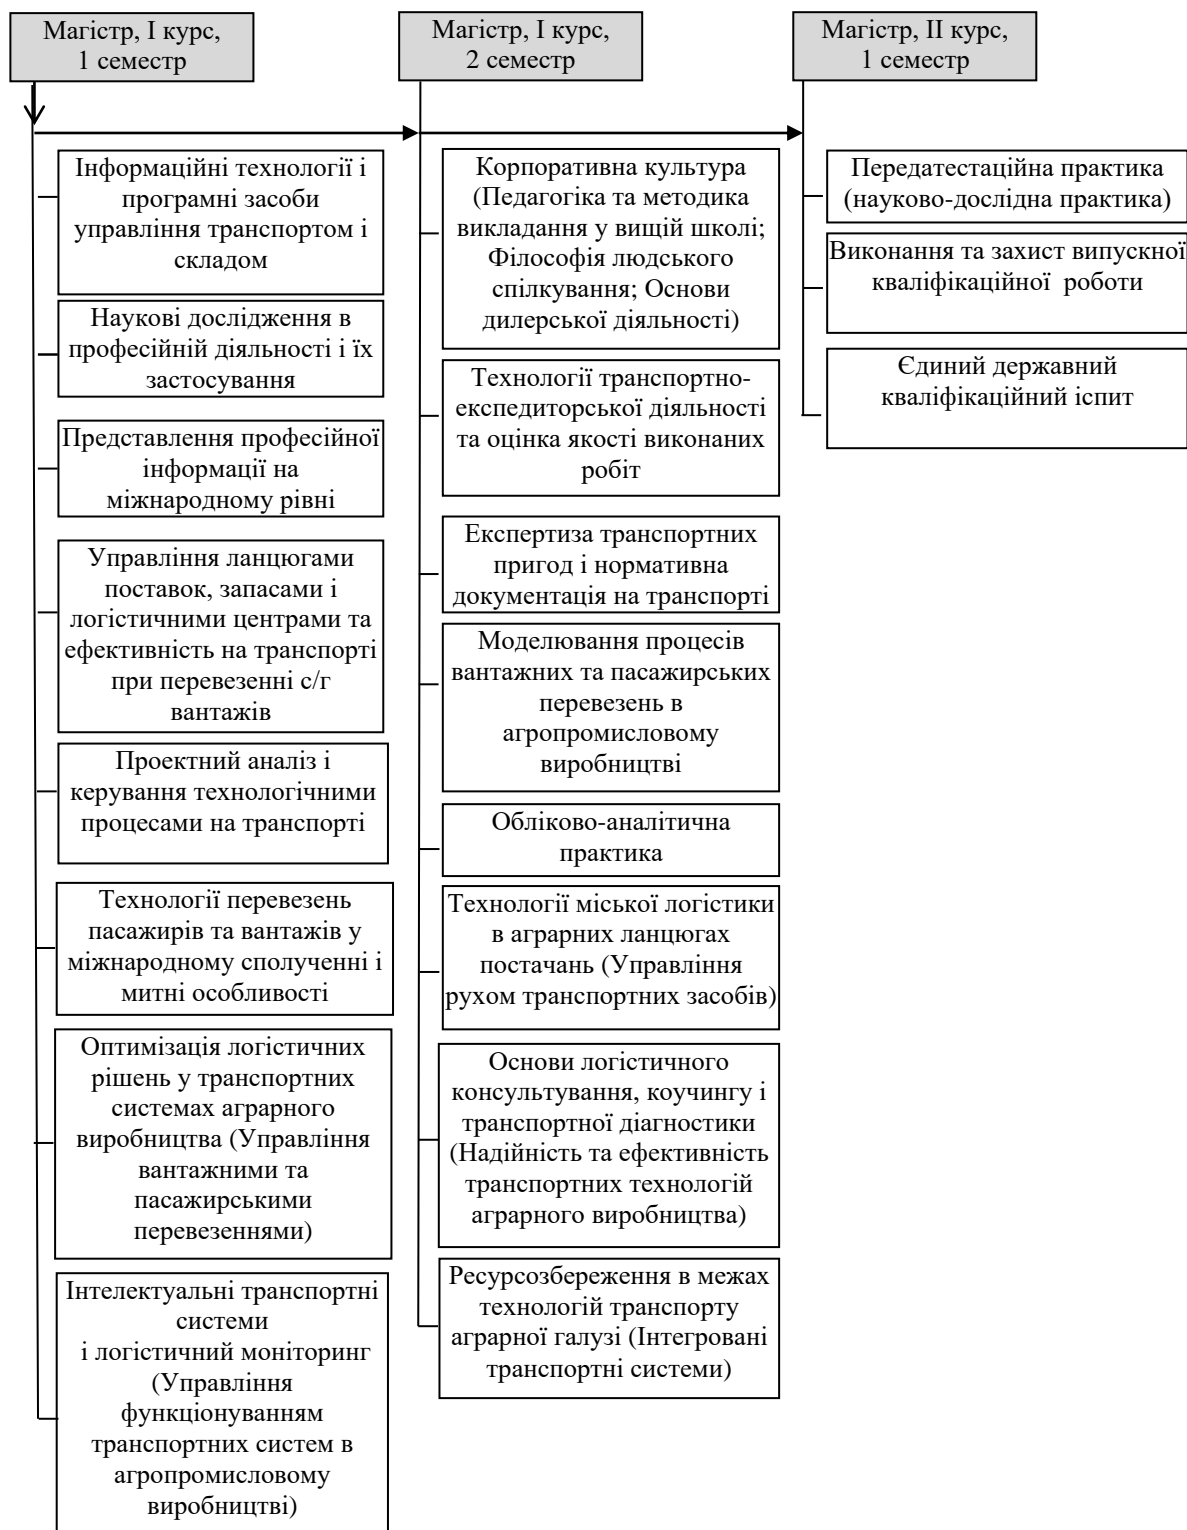 Магістр, І курс,
1 семестр
Магістр, І курс,
2 семестр
Магістр, ІІ курс,
1 семестр
Інформаційні технології і
програмні засоби
управління транспортом і
складом
Наукові дослідження в
професійній діяльності і їх
застосування
Представлення професійної
інформації на
міжнародному рівні
Управління ланцюгами
поставок, запасами і
логістичними центрами та
ефективність на транспорті
при перевезенні с/г
вантажів
Проектний аналіз і
керування технологічними
процесами на транспорті
Технології перевезень
пасажирів та вантажів у
міжнародному сполученні і
митні особливості
Оптимізація логістичних
рішень у транспортних
системах аграрного
виробництва (Управління
вантажними та
пасажирськими
перевезеннями)
Інтелектуальні транспортні
системи
і логістичний моніторинг
(Управління
функціонуванням
транспортних систем в
агропромисловому
виробництві)
Корпоративна культура
(Педагогіка та методика
викладання у вищій школі;
Філософія людського
спілкування; Основи
дилерської діяльності)
Технології транспортно-
експедиторської діяльності
та оцінка якості виконаних
робіт
Експертиза транспортних
пригод і нормативна
документація на транспорті
Моделювання процесів
вантажних та пасажирських
перевезень в
агропромисловому
виробництві
Обліково-аналітична
практика
Технології міської логістики
в аграрних ланцюгах
постачань (Управління
рухом транспортних засобів)
Основи логістичного
консультування, коучингу і
транспортної діагностики
(Надійність та ефективність
транспортних технологій
аграрного виробництва)
Ресурсозбереження в межах
технологій транспорту
аграрної галузі (Інтегровані
транспортні системи)
Передатестаційна практика
(науково-дослідна практика)
Виконання та захист випускної
кваліфікаційної роботи
Єдиний державний
кваліфікаційний іспит